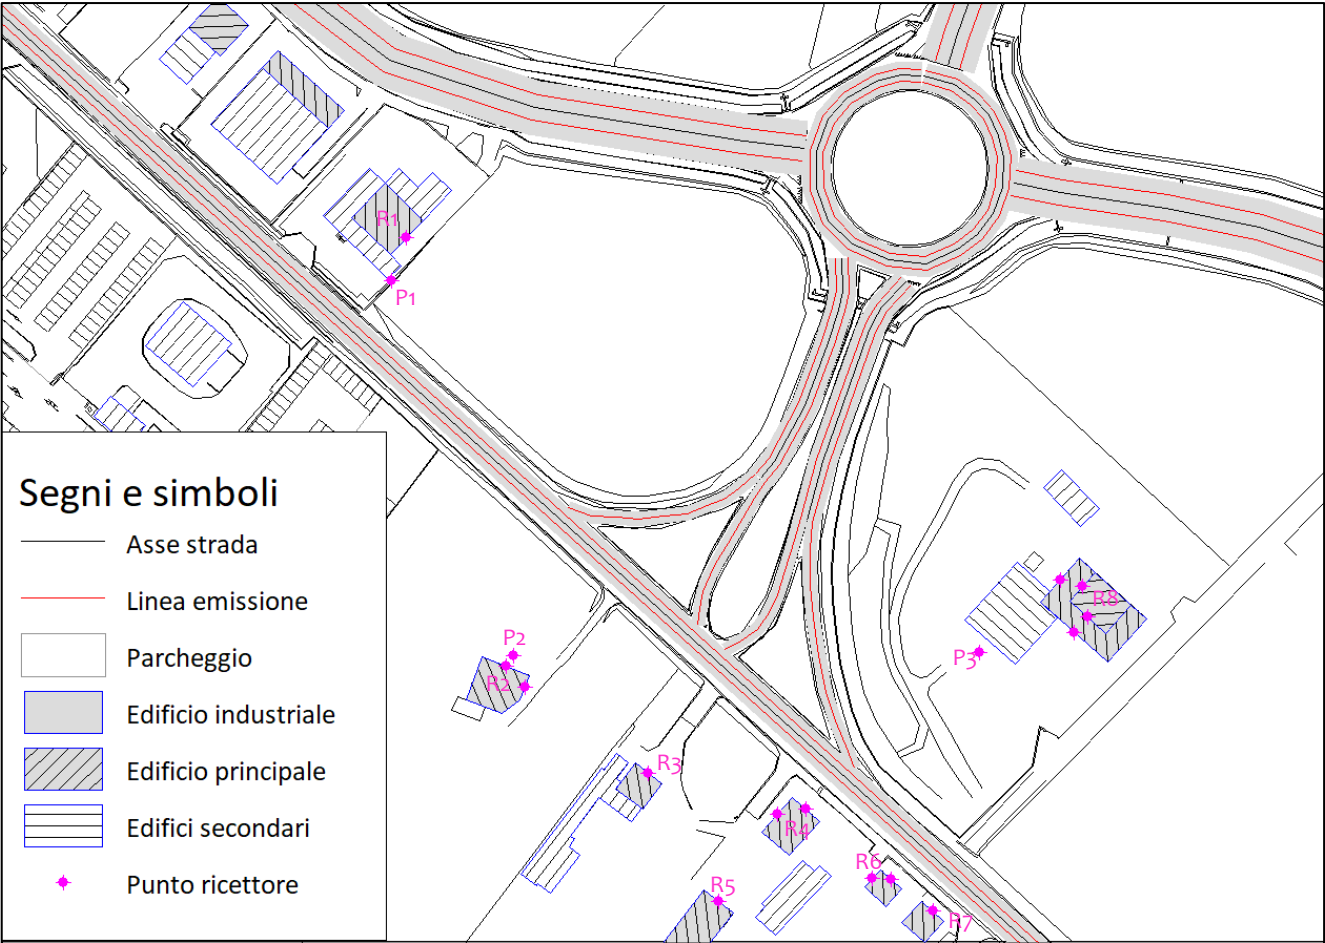 R1
P1
Segni e simboli
Asse strada
Linea emissione
Parcheggio
Edificio industriale
Edificio principale
Edifici secondari
Punto ricettore
P2
R2
R3
R4
R5
R6
R7
R8
P3